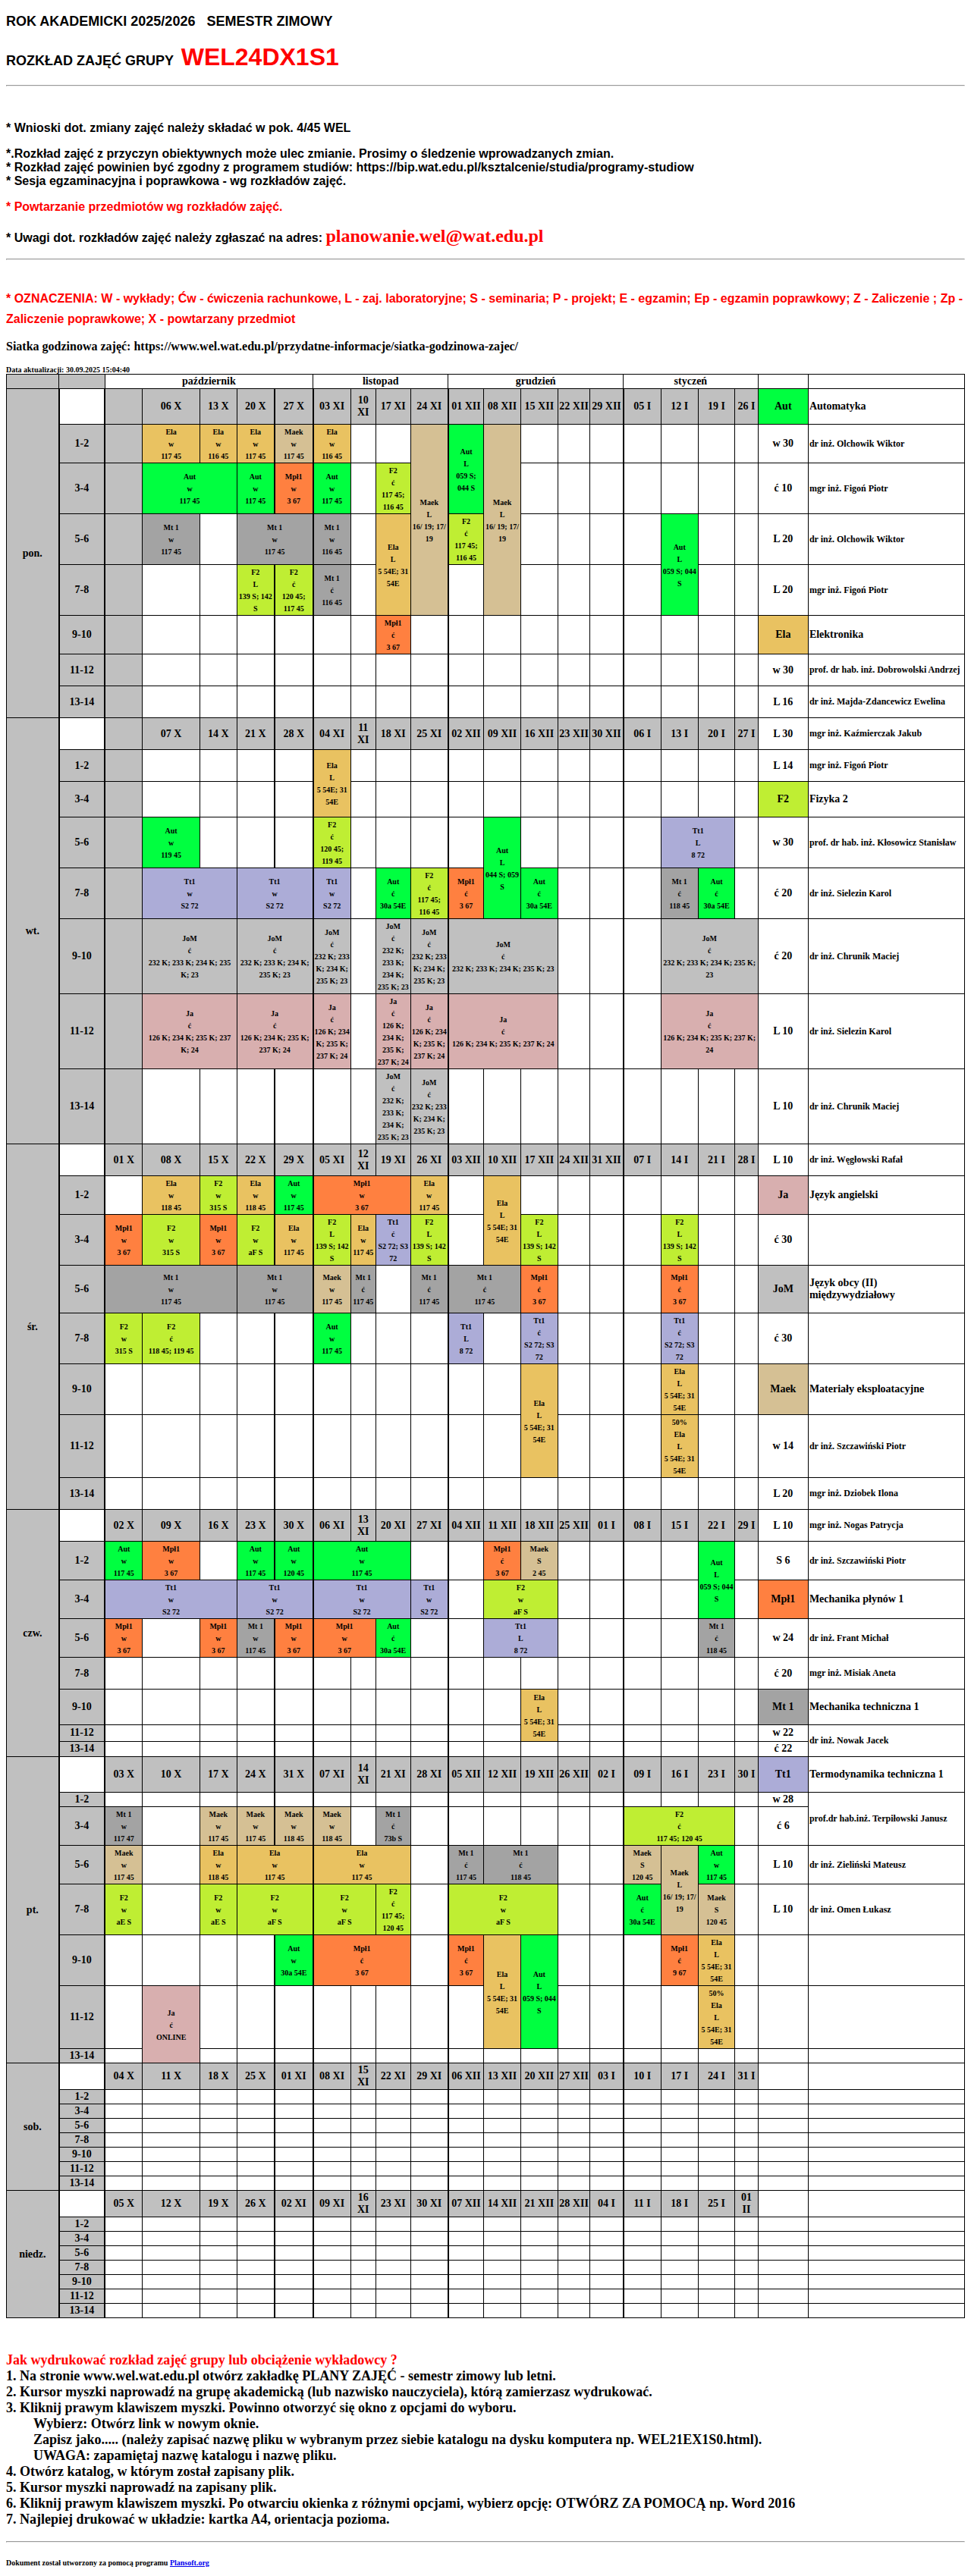 ROK AKADEMICKI 2025/2026 SEMESTR ZIMOWY
ROZKŁAD ZAJĘĆ GRUPY WEL24DX1S1
* Wnioski dot. zmiany zajęć należy składać w pok. 4/45 WEL
*.Rozkład zajęć z przyczyn obiektywnych może ulec zmianie. Prosimy o śledzenie wprowadzanych zmian.
* Rozkład zajęć powinien być zgodny z programem studiów: https://bip.wat.edu.pl/ksztalcenie/studia/programy-studiow
* Sesja egzaminacyjna i poprawkowa - wg rozkładów zajęć.
* Powtarzanie przedmiotów wg rozkładów zajęć.
* Uwagi dot. rozkładów zajęć należy zgłaszać na adres: planowanie.wel@wat.edu.pl
* OZNACZENIA: W - wykłady; Ćw - ćwiczenia rachunkowe, L - zaj. laboratoryjne; S - seminaria; P - projekt; E - egzamin; Ep - egzamin poprawkowy; Z - Zaliczenie ; Zp -
Zaliczenie poprawkowe; X - powtarzany przedmiot
Siatka godzinowa zajęć: https://www.wel.wat.edu.pl/przydatne-informacje/siatka-godzinowa-zajec/
Data aktualizacji: 30.09.2025 15:04:40
październik listopad grudzień styczeń
pon. 06 X 13 X 20 X 27 X 03 XI 10 XI 17 XI 24 XI 01 XII 08 XII 15 XII 22 XII 29 XII 05 I 12 I 19 I 26 I Aut Automatyka
1-2 Ela w 117 45 Ela w 116 45 Ela w 117 45 Maek w 117 45 Ela w 116 45 Maek L 16/ 19; 17/ 19 Aut L 059 S; 044 S Maek L 16/ 19; 17/ 19 w 30 dr inż. Olchowik Wiktor
3-4 Aut w 117 45 Aut w 117 45 Mpł1 w 3 67 Aut w 117 45 F2 ć 117 45; 116 45 ć 10 mgr inż. Figoń Piotr
5-6 Mt 1 w 117 45 Mt 1 w 117 45 Mt 1 w 116 45 Ela L 5 54E; 31 54E F2 ć 117 45; 116 45 Aut L 059 S; 044 S L 20 dr inż. Olchowik Wiktor
7-8 F2 L 139 S; 142 S F2 ć 120 45; 117 45 Mt 1 ć 116 45 L 20 mgr inż. Figoń Piotr
9-10 Mpł1 ć 3 67 Ela Elektronika
11-12 w 30 prof. dr hab. inż. Dobrowolski Andrzej
13-14 L 16 dr inż. Majda-Zdancewicz Ewelina
wt. 07 X 14 X 21 X 28 X 04 XI 11 XI 18 XI 25 XI 02 XII 09 XII 16 XII 23 XII 30 XII 06 I 13 I 20 I 27 I L 30 mgr inż. Kaźmierczak Jakub
1-2 Ela L 5 54E; 31 54E L 14 mgr inż. Figoń Piotr
3-4 F2 Fizyka 2
5-6 Aut w 119 45 F2 ć 120 45; 119 45 Aut L 044 S; 059 S Tt1 L 8 72 w 30 prof. dr hab. inż. Kłosowicz Stanisław
7-8 Tt1 w S2 72 Tt1 w S2 72 Tt1 w S2 72 Aut ć 30a 54E F2 ć 117 45; 116 45 Mpł1 ć 3 67 Aut ć 30a 54E Mt 1 ć 118 45 Aut ć 30a 54E ć 20 dr inż. Sielezin Karol
9-10 JoM ć 232 K; 233 K; 234 K; 235 K; 23 JoM ć 232 K; 233 K; 234 K; 235 K; 23 JoM ć 232 K; 233 K; 234 K; 235 K; 23 JoM ć 232 K; 233 K; 234 K; 235 K; 23 JoM ć 232 K; 233 K; 234 K; 235 K; 23 JoM ć 232 K; 233 K; 234 K; 235 K; 23 JoM ć 232 K; 233 K; 234 K; 235 K; 23 ć 20 dr inż. Chrunik Maciej
11-12 Ja ć 126 K; 234 K; 235 K; 237 K; 24 Ja ć 126 K; 234 K; 235 K; 237 K; 24 Ja ć 126 K; 234 K; 235 K; 237 K; 24 Ja ć 126 K; 234 K; 235 K; 237 K; 24 Ja ć 126 K; 234 K; 235 K; 237 K; 24 Ja ć 126 K; 234 K; 235 K; 237 K; 24 Ja ć 126 K; 234 K; 235 K; 237 K; 24 L 10 dr inż. Sielezin Karol
13-14 JoM ć 232 K; 233 K; 234 K; 235 K; 23 JoM ć 232 K; 233 K; 234 K; 235 K; 23 L 10 dr inż. Chrunik Maciej
śr. 01 X 08 X 15 X 22 X 29 X 05 XI 12 XI 19 XI 26 XI 03 XII 10 XII 17 XII 24 XII 31 XII 07 I 14 I 21 I 28 I L 10 dr inż. Węgłowski Rafał
1-2 Ela w 118 45 F2 w 315 S Ela w 118 45 Aut w 117 45 Mpł1 w 3 67 Ela w 117 45 Ela L 5 54E; 31 54E Ja Język angielski
3-4 Mpł1 w 3 67 F2 w 315 S Mpł1 w 3 67 F2 w aF S Ela w 117 45 F2 L 139 S; 142 S Ela w 117 45 Tt1 ć S2 72; S3 72 F2 L 139 S; 142 S F2 L 139 S; 142 S F2 L 139 S; 142 S ć 30
5-6 Mt 1 w 117 45 Mt 1 w 117 45 Maek w 117 45 Mt 1 ć 117 45 Mt 1 ć 117 45 Mt 1 ć 117 45 Mpł1 ć 3 67 Mpł1 ć 3 67 JoM Język obcy (II) międzywydziałowy
7-8 F2 w 315 S F2 ć 118 45; 119 45 Aut w 117 45 Tt1 L 8 72 Tt1 ć S2 72; S3 72 Tt1 ć S2 72; S3 72 ć 30
9-10 Ela L 5 54E; 31 54E Ela L 5 54E; 31 54E Maek Materiały eksploatacyjne
11-12 50% Ela L 5 54E; 31 54E w 14 dr inż. Szczawiński Piotr
13-14 L 20 mgr inż. Dziobek Ilona
czw. 02 X 09 X 16 X 23 X 30 X 06 XI 13 XI 20 XI 27 XI 04 XII 11 XII 18 XII 25 XII 01 I 08 I 15 I 22 I 29 I L 10 mgr inż. Nogas Patrycja
1-2 Aut w 117 45 Mpł1 w 3 67 Aut w 117 45 Aut w 120 45 Aut w 117 45 Mpł1 ć 3 67 Maek S 2 45 Aut L 059 S; 044 S S 6 dr inż. Szczawiński Piotr
3-4 Tt1 w S2 72 Tt1 w S2 72 Tt1 w S2 72 Tt1 w S2 72 F2 w aF S Mpł1 Mechanika płynów 1
5-6 Mpł1 w 3 67 Mpł1 w 3 67 Mt 1 w 117 45 Mpł1 w 3 67 Mpł1 w 3 67 Aut ć 30a 54E Tt1 L 8 72 Mt 1 ć 118 45 w 24 dr inż. Frant Michał
7-8 ć 20 mgr inż. Misiak Aneta
9-10 Ela L 5 54E; 31 54E Mt 1 Mechanika techniczna 1
11-12 w 22 dr inż. Nowak Jacek
13-14 ć 22
pt. 03 X 10 X 17 X 24 X 31 X 07 XI 14 XI 21 XI 28 XI 05 XII 12 XII 19 XII 26 XII 02 I 09 I 16 I 23 I 30 I Tt1 Termodynamika techniczna 1
1-2 w 28 prof.dr hab.inż. Terpiłowski Janusz
3-4 Mt 1 w 117 47 Maek w 117 45 Maek w 117 45 Maek w 118 45 Maek w 118 45 Mt 1 ć 73b S F2 ć 117 45; 120 45 ć 6
5-6 Maek w 117 45 Ela w 118 45 Ela w 117 45 Ela w 117 45 Mt 1 ć 117 45 Mt 1 ć 118 45 Maek S 120 45 Maek L 16/ 19; 17/ 19 Aut w 117 45 L 10 dr inż. Zieliński Mateusz
7-8 F2 w aE S F2 w aE S F2 w aF S F2 w aF S F2 ć 117 45; 120 45 F2 w aF S Aut ć 30a 54E Maek S 120 45 L 10 dr inż. Omen Łukasz
9-10 Aut w 30a 54E Mpł1 ć 3 67 Mpł1 ć 3 67 Ela L 5 54E; 31 54E Aut L 059 S; 044 S Mpł1 ć 9 67 Ela L 5 54E; 31 54E
11-12 Ja ć ONLINE 50% Ela L 5 54E; 31 54E
13-14
sob. 04 X 11 X 18 X 25 X 01 XI 08 XI 15 XI 22 XI 29 XI 06 XII 13 XII 20 XII 27 XII 03 I 10 I 17 I 24 I 31 I
1-2
3-4
5-6
7-8
9-10
11-12
13-14
niedz. 05 X 12 X 19 X 26 X 02 XI 09 XI 16 XI 23 XI 30 XI 07 XII 14 XII 21 XII 28 XII 04 I 11 I 18 I 25 I 01 II
1-2
3-4
5-6
7-8
9-10
11-12
13-14
Jak wydrukować rozkład zajęć grupy lub obciążenie wykładowcy ?
1. Na stronie www.wel.wat.edu.pl otwórz zakładkę PLANY ZAJĘĆ - semestr zimowy lub letni.
2. Kursor myszki naprowadź na grupę akademicką (lub nazwisko nauczyciela), którą zamierzasz wydrukować.
3. Kliknij prawym klawiszem myszki. Powinno otworzyć się okno z opcjami do wyboru.
Wybierz: Otwórz link w nowym oknie.
Zapisz jako..... (należy zapisać nazwę pliku w wybranym przez siebie katalogu na dysku komputera np. WEL21EX1S0.html).
UWAGA: zapamiętaj nazwę katalogu i nazwę pliku.
4. Otwórz katalog, w którym został zapisany plik.
5. Kursor myszki naprowadź na zapisany plik.
6. Kliknij prawym klawiszem myszki. Po otwarciu okienka z różnymi opcjami, wybierz opcję: OTWÓRZ ZA POMOCĄ np. Word 2016
7. Najlepiej drukować w układzie: kartka A4, orientacja pozioma.
Dokument został utworzony za pomocą programu Plansoft.org